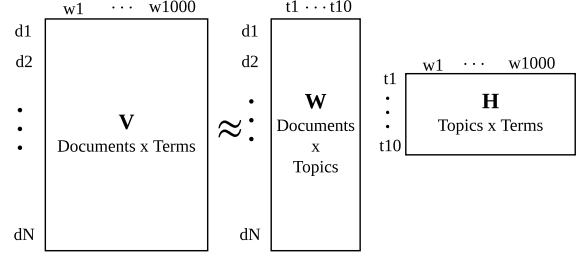 w1 ··· w1000
d1
d2
⋮
dN
V
Documents x Terms
≈
t1 ··· t10
d1
d2
⋮
dN
W
Documents
x
Topics
w1 ··· w1000
t1
⋮
t10
H
Topics x Terms